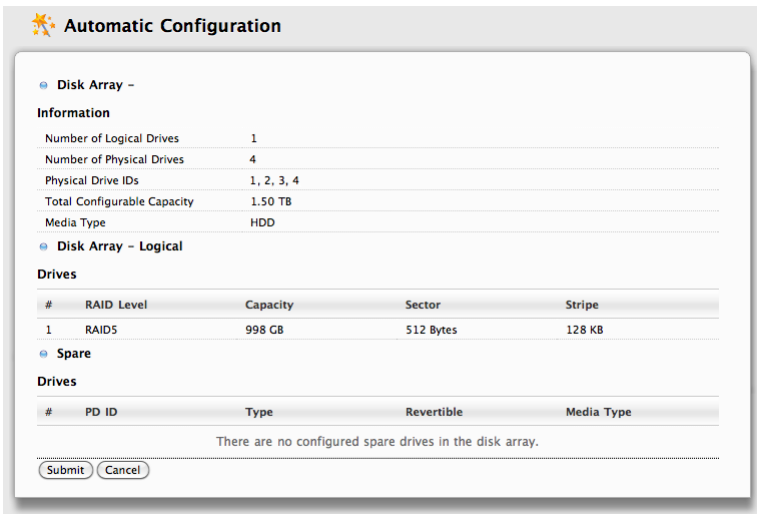 Automatic Configuration
Disk Array –
Information
Number of Logical Drives 1
Number of Physical Drives 4
Physical Drive IDs 1, 2, 3, 4
Total Configurable Capacity 1.50 TB
Media Type HDD
Disk Array – Logical
Drives
# RAID Level Capacity Sector Stripe
1 RAID5 998 GB 512 Bytes 128 KB
Spare
Drives
# PD ID Type Revertible Media Type
There are no configured spare drives in the disk array.
Submit Cancel